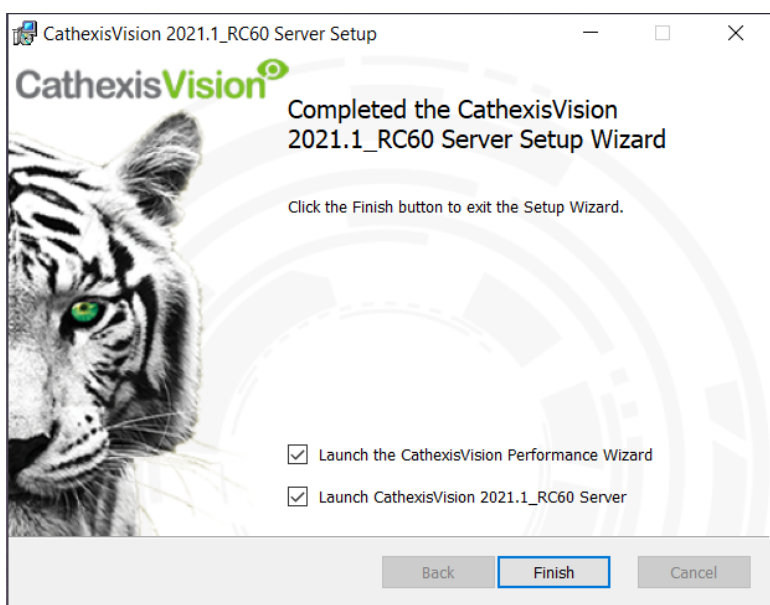 CathexisVision 2021.1_RC60 Server Setup
CathexisVision
Completed the CathexisVision
2021.1_RC60 Server Setup Wizard
Click the Finish button to exit the Setup Wizard.
Launch the CathexisVision Performance Wizard
Launch CathexisVision 2021.1_RC60 Server
Back
Finish
Cancel